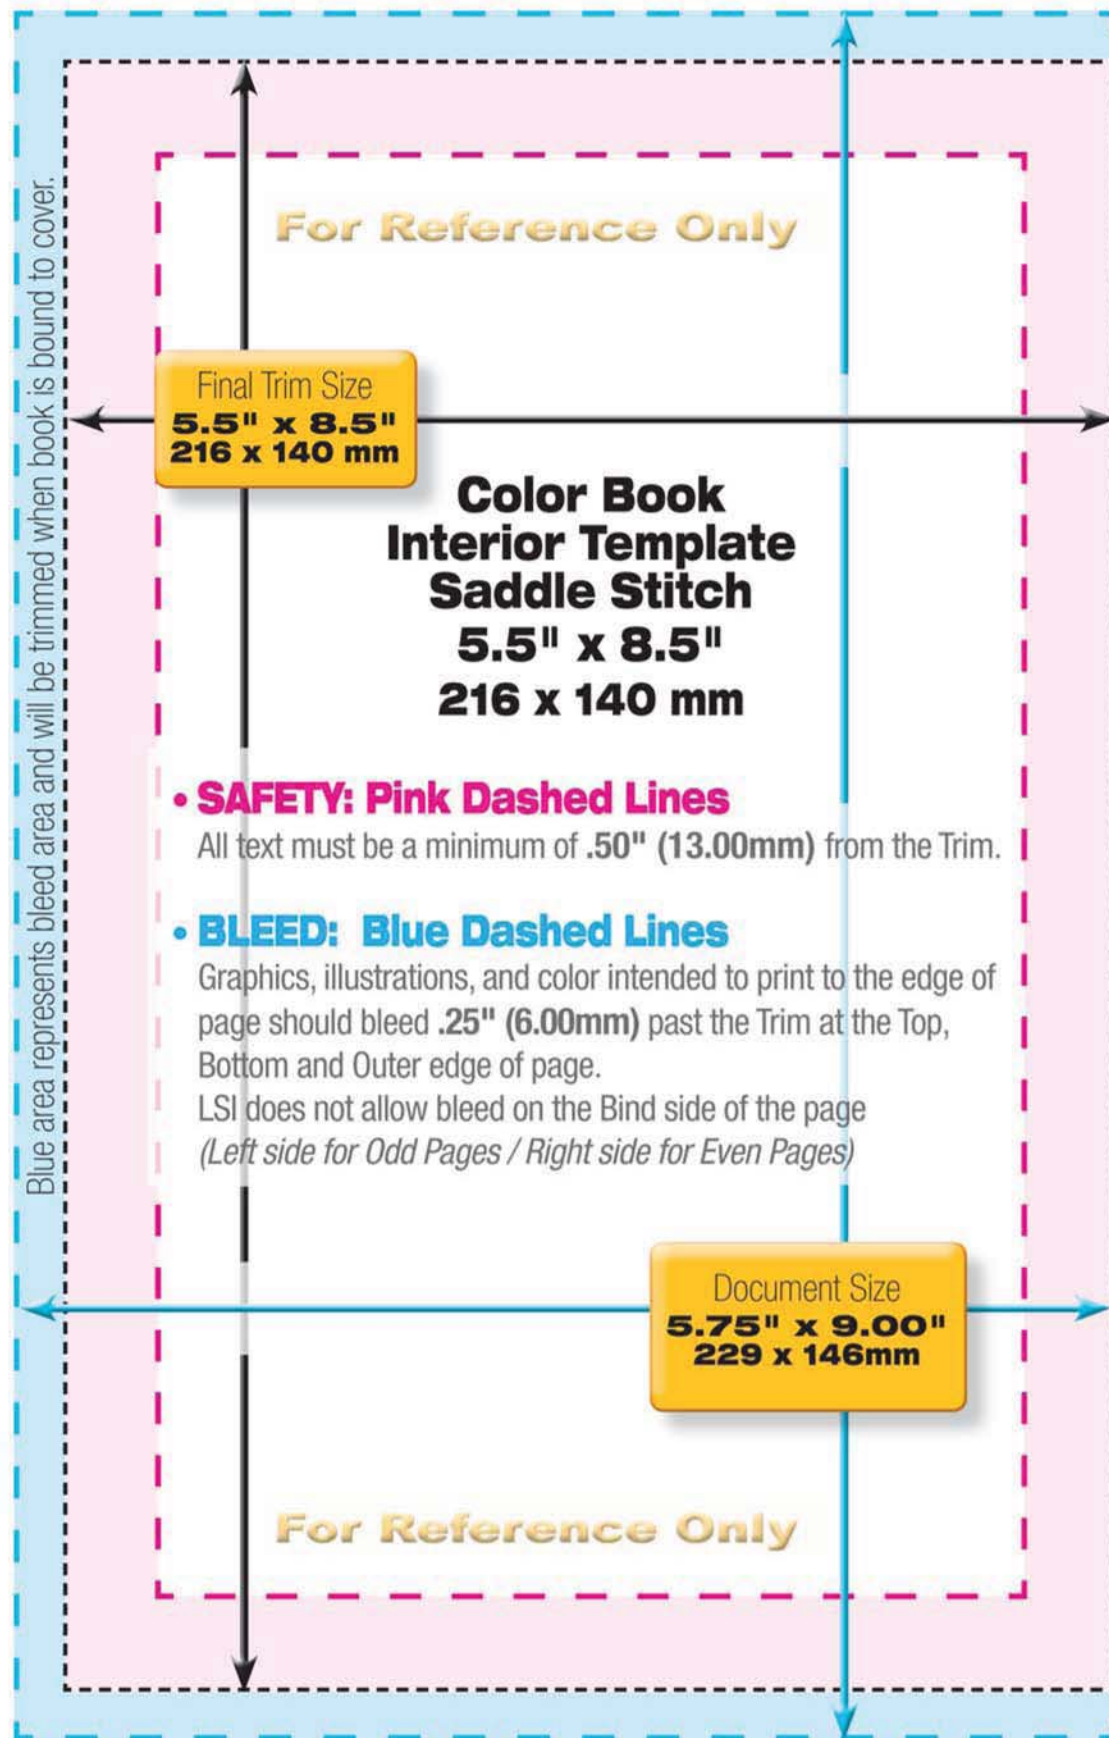 Blue area represents bleed area and will be trimmed when book is bound to cover.
For Reference Only
Final Trim Size
5.5" x 8.5"
216 x 140 mm
Color Book
Interior Template
Saddle Stitch
5.5" x 8.5"
216 x 140 mm
• SAFETY: Pink Dashed Lines
All text must be a minimum of .50" (13.00mm) from the Trim.
• BLEED: Blue Dashed Lines
Graphics, illustrations, and color intended to print to the edge of
page should bleed .25" (6.00mm) past the Trim at the Top,
Bottom and Outer edge of page.
LSI does not allow bleed on the Bind side of the page
(Left side for Odd Pages / Right side for Even Pages)
Document Size
5.75" x 9.00"
229 x 146mm
For Reference Only